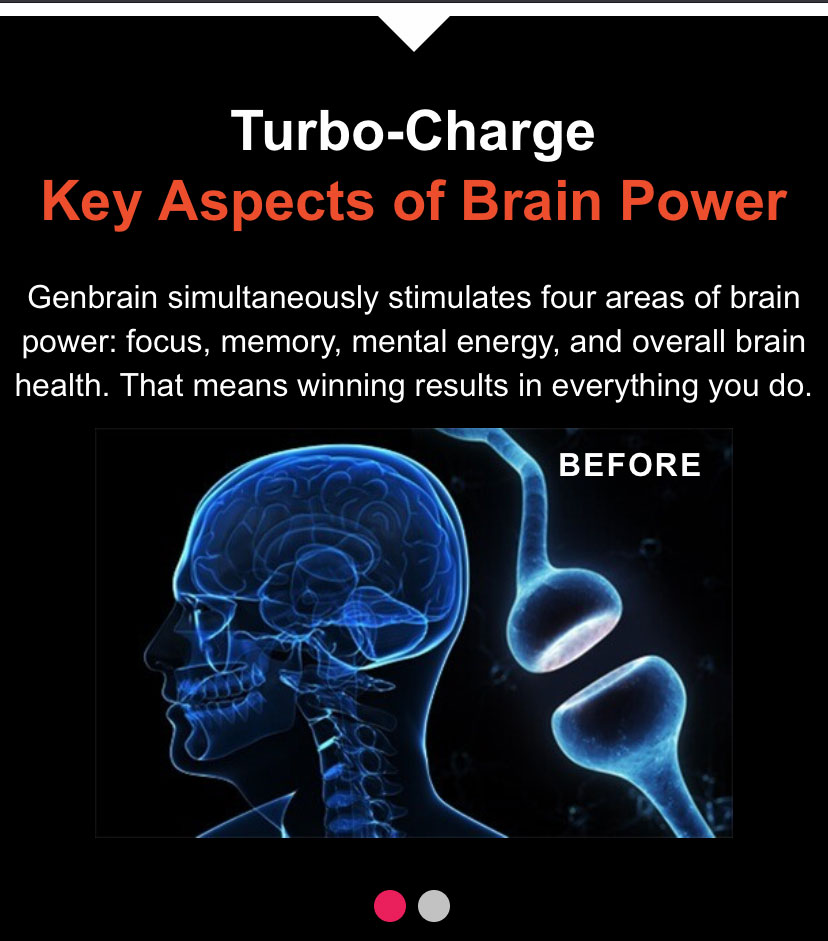 Turbo-Charge
Key Aspects of Brain Power
Genbrain simultaneously stimulates four areas of brain
power: focus, memory, mental energy, and overall brain
health. That means winning results in everything you do.
BEFORE